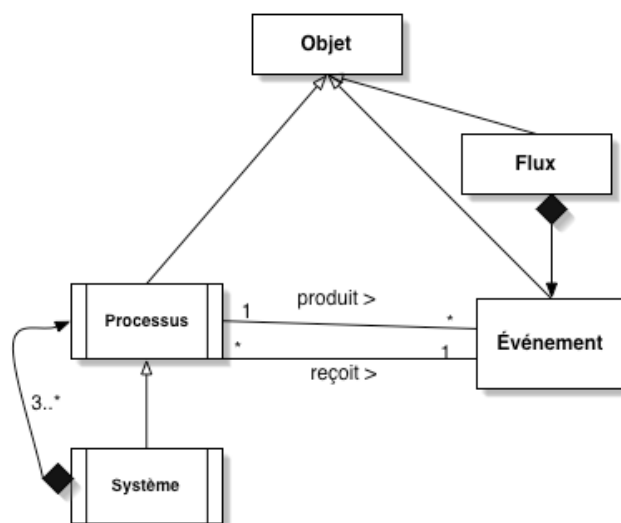 Objet
Flux
produit >
1
*
Processus
Événement
*
1
reçoit >
3..*
Système